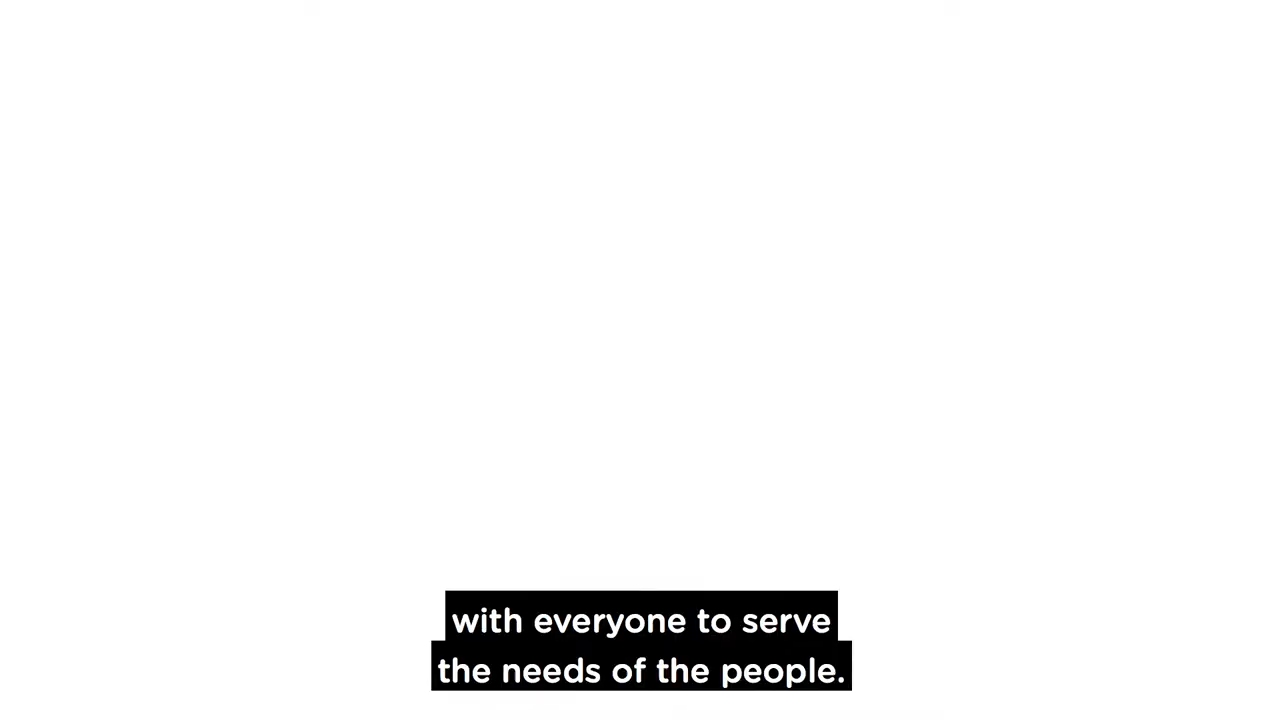 with everyone to serve
the needs of the people.